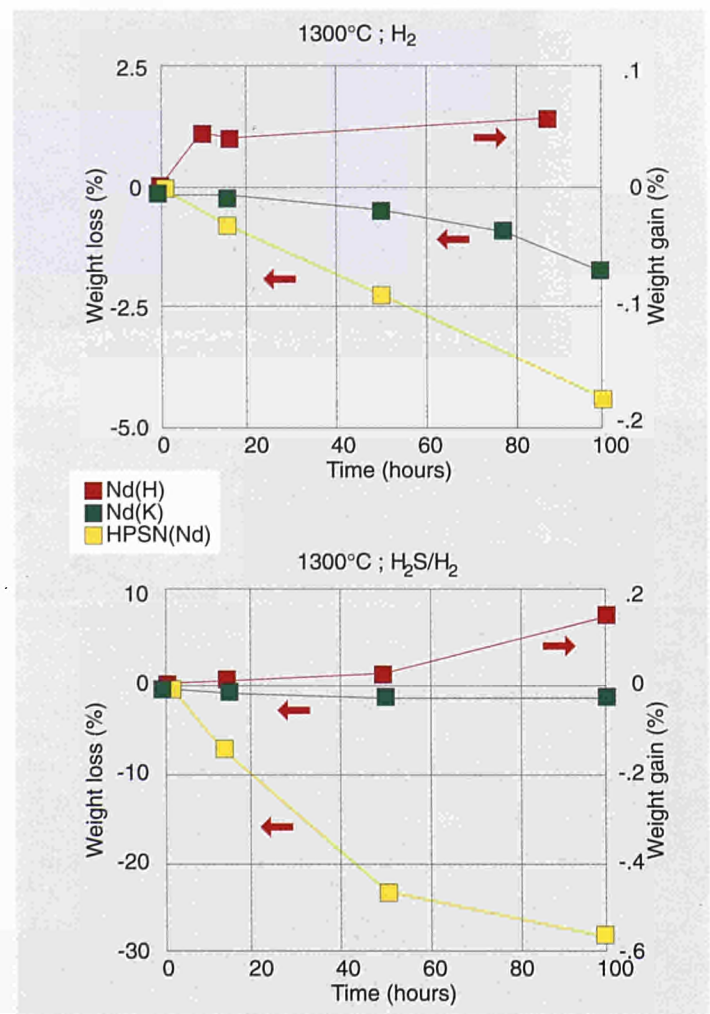 1300°C ; H₂
2.5 .1
0 0
-2.5 -.1
-5.0 -.2
Weight loss (%)
Weight gain (%)
0 20 40 60 80 100
Time (hours)
Nd(H)
Nd(K)
HPSN(Nd)
1300°C ; H₂S/H₂
10 .2
0 0
-10 -.2
-20 -.4
-30 -.6
Weight loss (%)
Weight gain (%)
0 20 40 60 80 100
Time (hours)